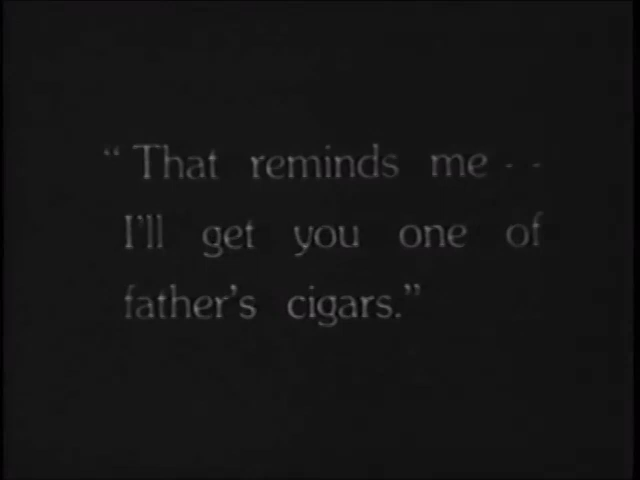 “That reminds me - -
I'll get you one of
father's cigars.”